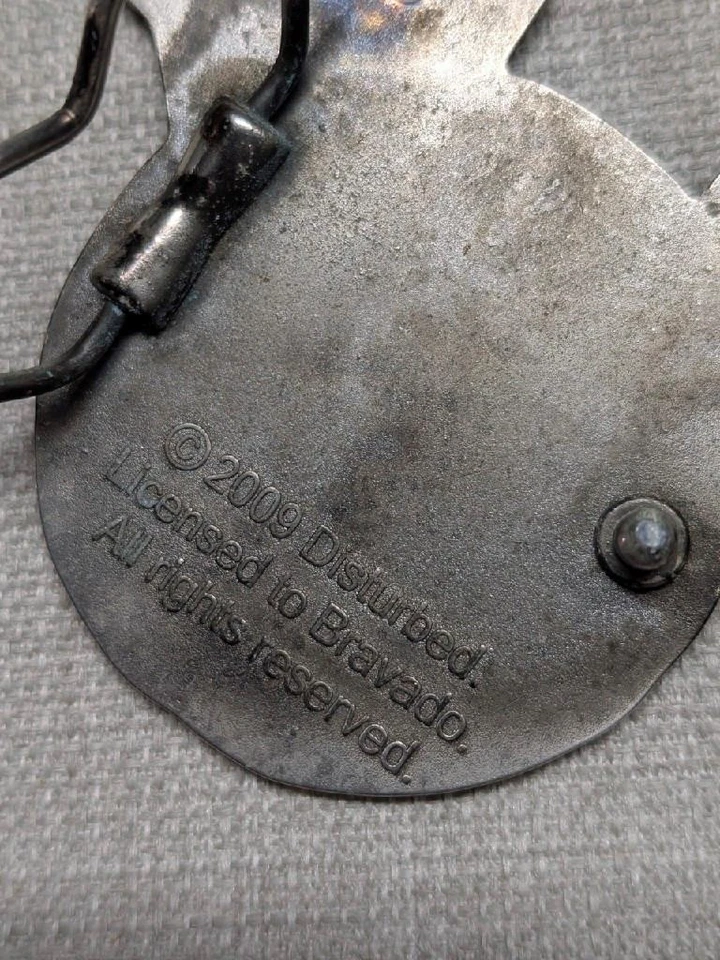 © 2009 Disturbed.
Licensed to Bravado.
All rights reserved.